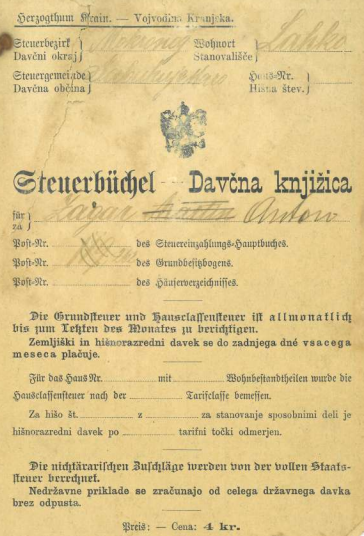 Herzogthum Krain. — Vojvodina Kranjska.
Steuerbezirk
Davčni okraj
Wohnort
Stanovališče
Steuergemeinde
Davčna občina
Haus-Nr.
Hišna štev.
Steuerbüchel — Davčna knjižica
für
za
Zagar Anton
Post-Nr. des Steuereinzahlungs-Hauptbuches.
Post-Nr. des Grundbesitzbogens.
Post-Nr. des Häuserverzeichnisses.
Die Grundsteuer und Hausclassensteuer ist allmonatlich
bis zum Letzten des Monates zu berichtigen.
Zemljiški in hišnorazredni davek se do zadnjega dné vsacega
meseca plačuje.
Für das Haus Nr. mit Wohnbestandtheilen wurde die
Hausclassensteuer nach der Tarifclasse bemessen.
Za hišo št. z za stanovanje sposobnimi deli je
hišnorazredni davek po tarifni točki odmerjen.
Die nichtärarischen Zuschläge werden von der vollen Staats-
steuer berechnet.
Nedržavne priklade se zračunajo od celega državnega davka
brez odpusta.
Preis: — Cena: 4 kr.